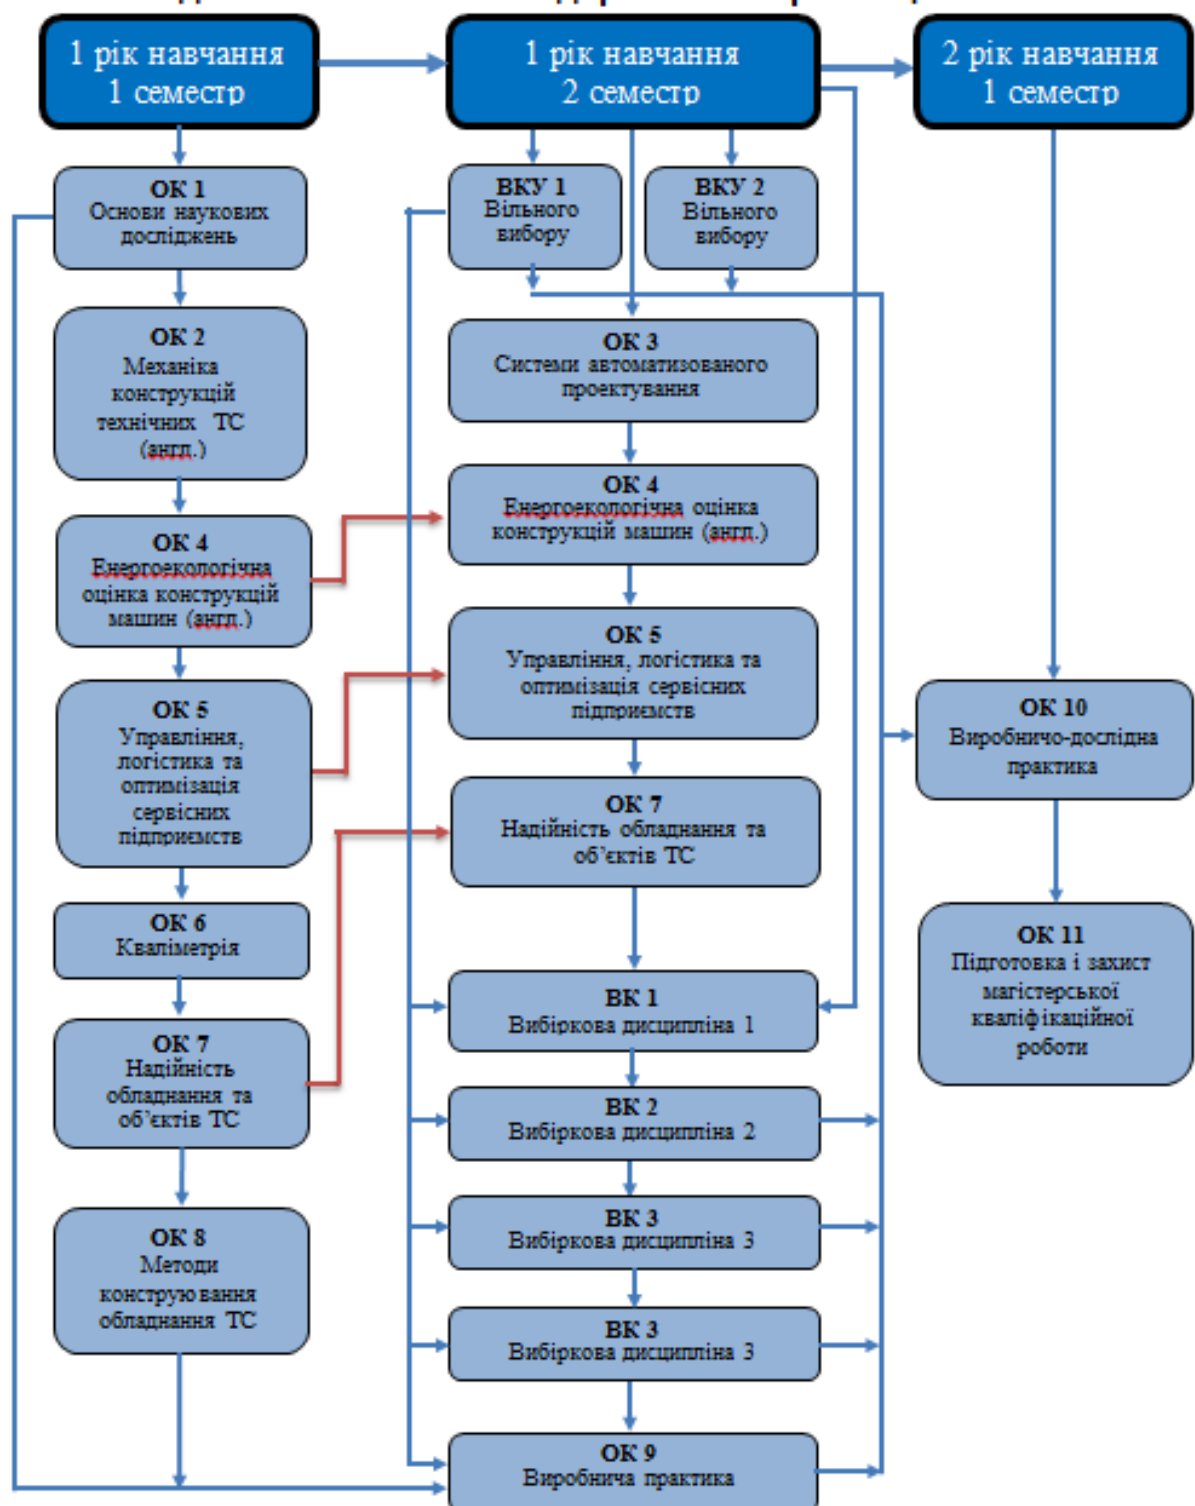 1 рік навчання
1 семестр
1 рік навчання
2 семестр
2 рік навчання
1 семестр
ОК 1
Основи наукових
досліджень
ОК 2
Механіка
конструкцій
технічних ТС
(англ.)
ОК 4
Енергоекологічна
оцінка конструкцій
машин (англ.)
ОК 5
Управління,
логістика та
оптимізація
сервісних
підприємств
ОК 6
Кваліметрія
ОК 7
Надійність
обладнання та
об’єктів ТС
ОК 8
Методи
конструювання
обладнання ТС
ВКУ 1
Вільного
вибору
ВКУ 2
Вільного
вибору
ОК 3
Системи автоматизованого
проектування
ОК 4
Енергоекологічна оцінка
конструкцій машин (англ.)
ОК 5
Управління, логістика та
оптимізація сервісних
підприємств
ОК 7
Надійність обладнання та
об’єктів ТС
ВК 1
Вибіркова дисципліна 1
ВК 2
Вибіркова дисципліна 2
ВК 3
Вибіркова дисципліна 3
ВК 3
Вибіркова дисципліна 3
ОК 9
Виробнича практика
ОК 10
Виробничо-дослідна
практика
ОК 11
Підготовка і захист
магістерської
кваліфікаційної
роботи